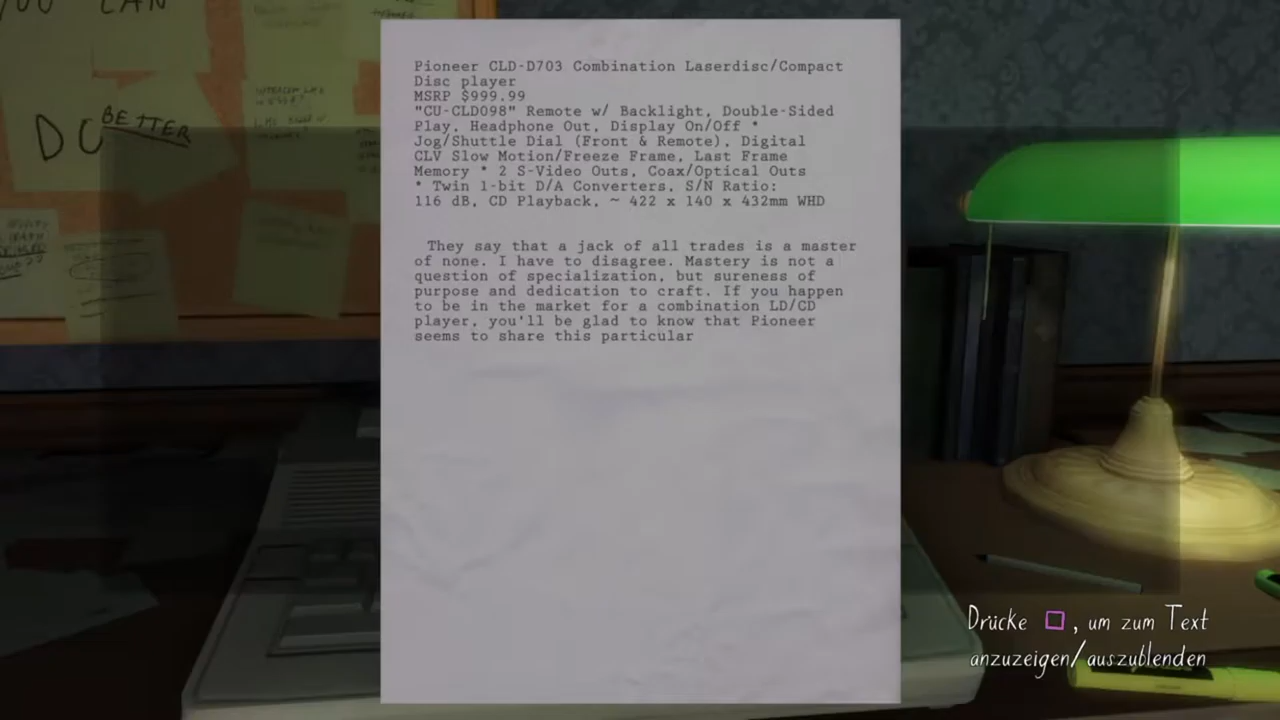 YOU CAN
DO BETTER
Pioneer CLD-D703 Combination Laserdisc/Compact
Disc player
MSRP $999.99
"CU-CLD098" Remote w/ Backlight, Double-Sided
Play, Headphone Out, Display On/Off *
Jog/Shuttle Dial (Front & Remote), Digital
CLV Slow Motion/Freeze Frame, Last Frame
Memory * 2 S-Video Outs, Coax/Optical Outs
* Twin 1-bit D/A Converters, S/N Ratio:
116 dB, CD Playback, ~ 422 x 140 x 432mm WHD
They say that a jack of all trades is a master
of none. I have to disagree. Mastery is not a
question of specialization, but sureness of
purpose and dedication to craft. If you happen
to be in the market for a combination LD/CD
player, you'll be glad to know that Pioneer
seems to share this particular
Drücke □, um zum Text
anzuzeigen/auszublenden